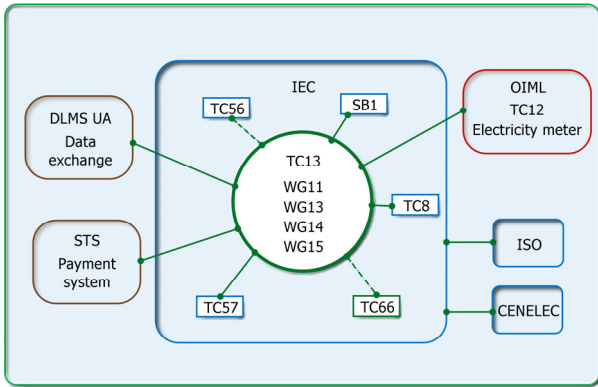 IEC
OIML
TC12
Electricity meter
DLMS UA
Data
exchange
TC56
SB1
TC13
WG11
WG13
WG14
WG15
TC8
STS
Payment
system
ISO
TC57
TC66
CENELEC